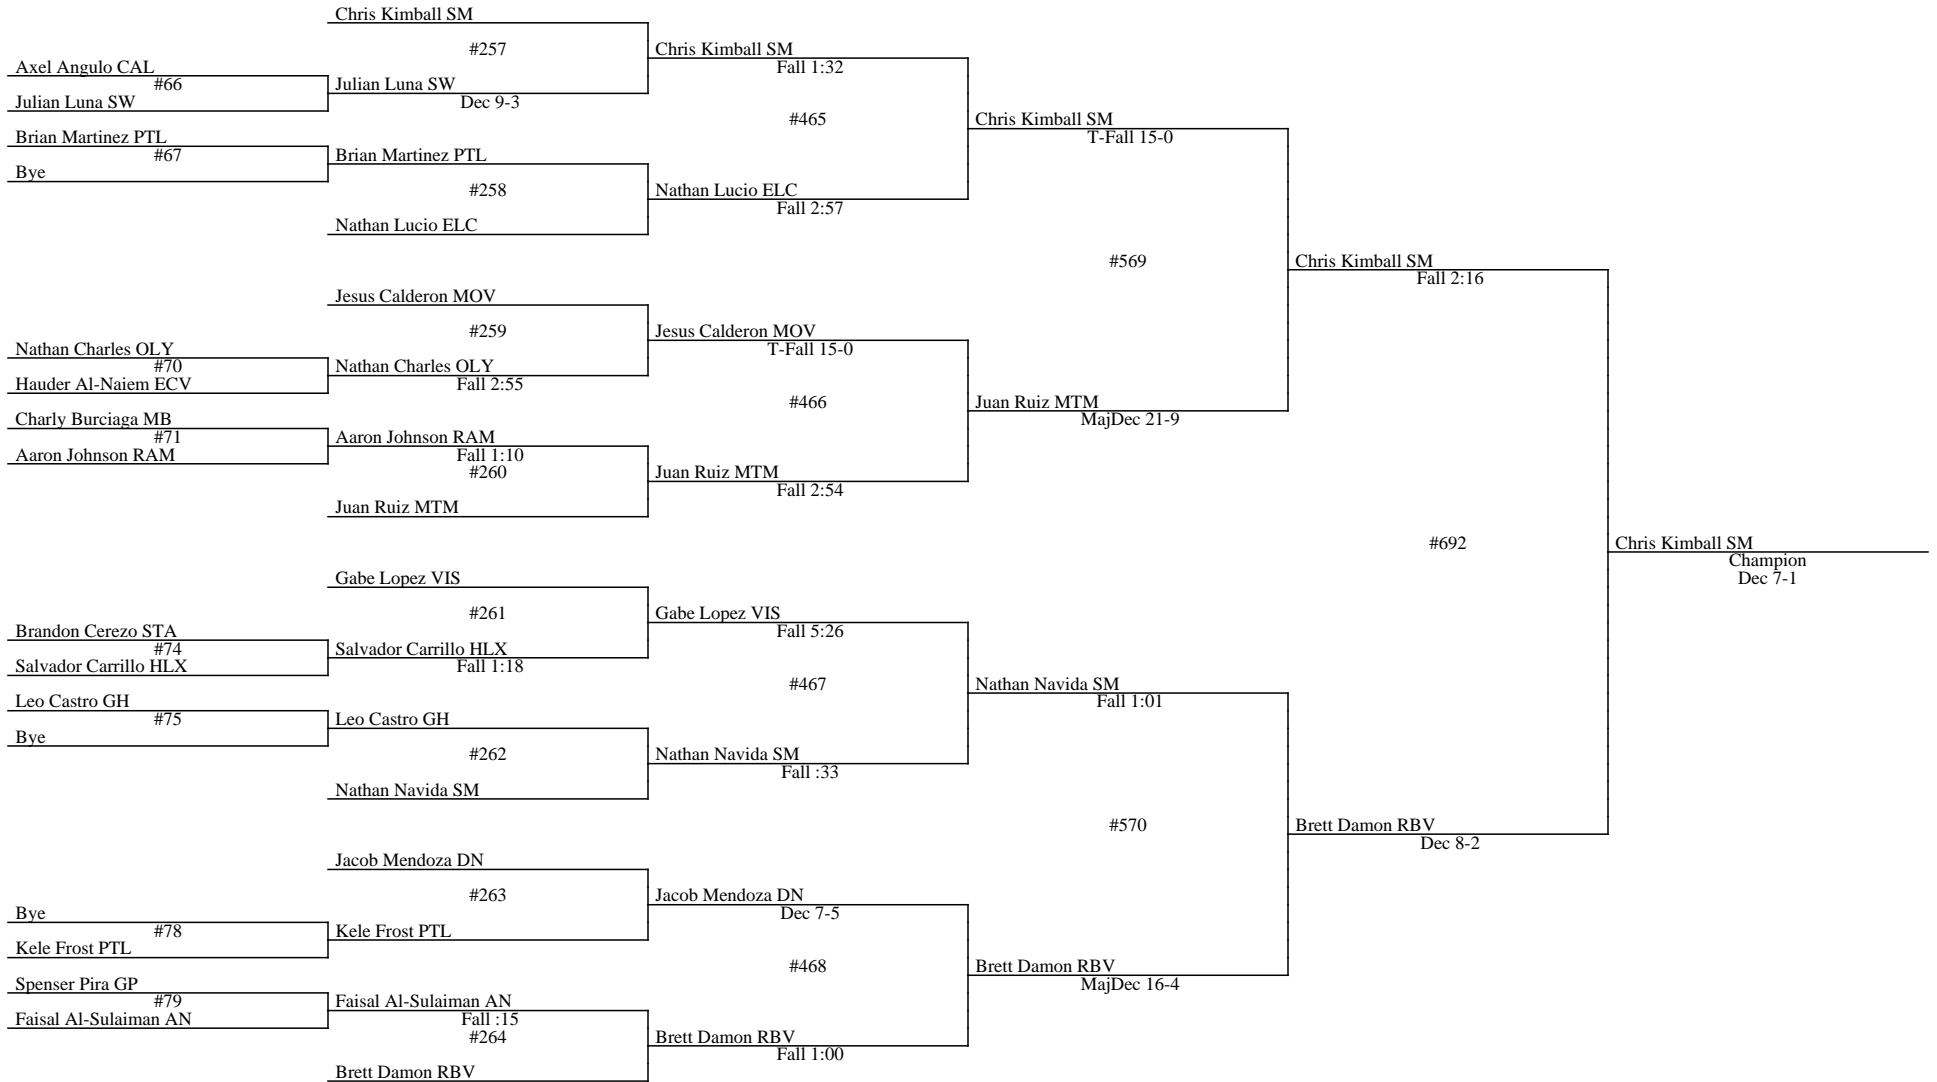 Chris Kimball SM
#257
Chris Kimball SM
Fall 1:32
Axel Angulo CAL
#66
Julian Luna SW
Julian Luna SW
Dec 9-3
#465
Chris Kimball SM
T-Fall 15-0
Brian Martinez PTL
#67
Bye
Brian Martinez PTL
#258
Nathan Lucio ELC
Fall 2:57
Nathan Lucio ELC
#569
Chris Kimball SM
Fall 2:16
Jesus Calderon MOV
#259
Jesus Calderon MOV
T-Fall 15-0
Nathan Charles OLY
#70
Hauder Al-Naiem ECV
Nathan Charles OLY
Fall 2:55
#466
Juan Ruiz MTM
MajDec 21-9
Charly Burciaga MB
#71
Aaron Johnson RAM
Aaron Johnson RAM
Fall 1:10
#260
Juan Ruiz MTM
Fall 2:54
Juan Ruiz MTM
#692
Chris Kimball SM
Champion
Dec 7-1
Gabe Lopez VIS
#261
Gabe Lopez VIS
Fall 5:26
Brandon Cerezo STA
#74
Salvador Carrillo HLX
Salvador Carrillo HLX
Fall 1:18
#467
Nathan Navida SM
Fall 1:01
Leo Castro GH
#75
Bye
Leo Castro GH
#262
Nathan Navida SM
Fall :33
Nathan Navida SM
#570
Brett Damon RBV
Dec 8-2
Jacob Mendoza DN
#263
Jacob Mendoza DN
Dec 7-5
Bye
#78
Kele Frost PTL
Kele Frost PTL
#468
Brett Damon RBV
MajDec 16-4
Spenser Pira GP
#79
Faisal Al-Sulaiman AN
Faisal Al-Sulaiman AN
Fall :15
#264
Brett Damon RBV
Fall 1:00
Brett Damon RBV